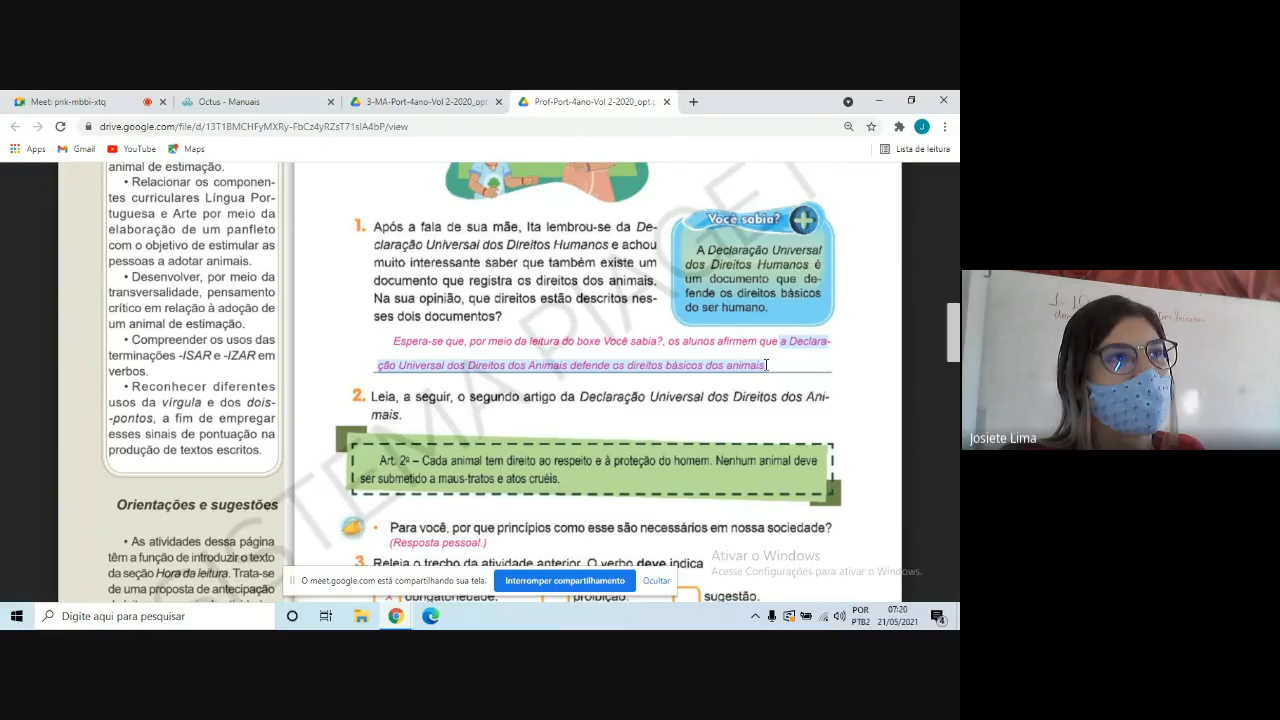 Meet: pnk-mbbi-xtq
Octus - Manuais
3-MA-Port-4ano-Vol 2-2020_opt
Prof-Port-4ano-Vol 2-2020_opt.p
drive.google.com/file/d/13T1BMCHFyMXRy-FbCz4yRZsT71slA4bP/view
Apps
Gmail
YouTube
Maps
Lista de leitura
animal de estimação.
• Relacionar os componen-
tes curriculares Língua Por-
tuguesa e Arte por meio da
elaboração de um panfleto
com o objetivo de estimular as
pessoas a adotar animais.
• Desenvolver, por meio da
transversalidade, pensamento
crítico em relação à adoção de
um animal de estimação.
• Compreender os usos das
terminações -ISAR e -IZAR em
verbos.
• Reconhecer diferentes
usos da vírgula e dos dois-
-pontos, a fim de empregar
esses sinais de pontuação na
produção de textos escritos.
Orientações e sugestões
• As atividades dessa página
têm a função de introduzir o texto
da seção Hora da leitura. Trata-se
de uma proposta de antecipação
1. Após a fala de sua mãe, Ita lembrou-se da De-
claração Universal dos Direitos Humanos e achou
muito interessante saber que também existe um
documento que registra os direitos dos animais.
Na sua opinião, que direitos estão descritos nes-
ses dois documentos?
Você sabia?
A Declaração Universal
dos Direitos Humanos é
um documento que de-
fende os direitos básicos
do ser humano.
Espera-se que, por meio da leitura do boxe Você sabia?, os alunos afirmem que a Declara-
ção Universal dos Direitos dos Animais defende os direitos básicos dos animais.
2. Leia, a seguir, o segundo artigo da Declaração Universal dos Direitos dos Ani-
mais.
Art. 2º – Cada animal tem direito ao respeito e à proteção do homem. Nenhum animal deve
ser submetido a maus-tratos e atos cruéis.
• Para você, por que princípios como esse são necessários em nossa sociedade?
(Resposta pessoal.)
3. Releia o trecho da atividade anterior. O verbo deve indica
X obrigatoriedade.
proibição.
sugestão.
SISTEMA PIAGET
Ativar o Windows
Acesse Configurações para ativar o Windows.
O meet.google.com está compartilhando sua tela.
Interromper compartilhamento
Ocultar
Digite aqui para pesquisar
POR
PTB2
07:20
21/05/2021
4
J
Josiete Lima